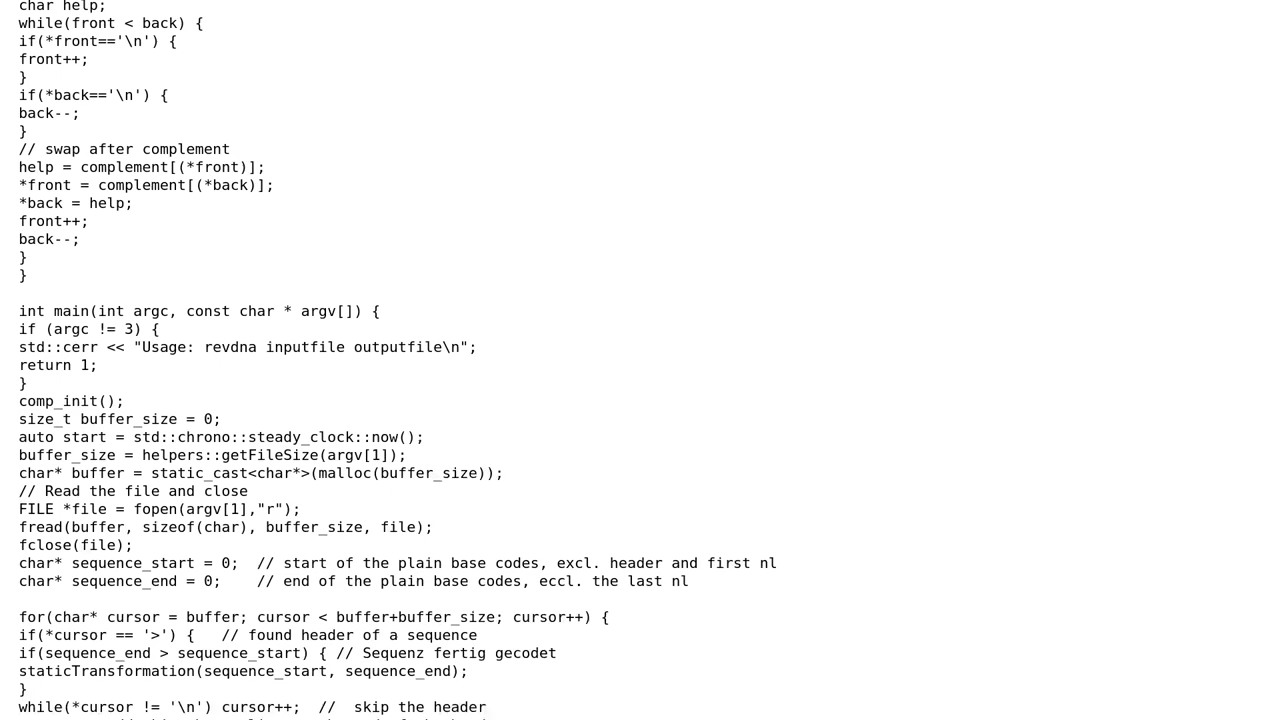 char help;
while(front < back) {
if(*front=='\n') {
front++;
}
if(*back=='\n') {
back--;
}
// swap after complement
help = complement[(*front)];
*front = complement[(*back)];
*back = help;
front++;
back--;
}
}
int main(int argc, const char * argv[]) {
if (argc != 3) {
std::cerr << "Usage: revdna inputfile outputfile\n";
return 1;
}
comp_init();
size_t buffer_size = 0;
auto start = std::chrono::steady_clock::now();
buffer_size = helpers::getFileSize(argv[1]);
char* buffer = static_cast<char*>(malloc(buffer_size));
// Read the file and close
FILE *file = fopen(argv[1],"r");
fread(buffer, sizeof(char), buffer_size, file);
fclose(file);
char* sequence_start = 0;  // start of the plain base codes, excl. header and first nl
char* sequence_end = 0;    // end of the plain base codes, eccl. the last nl
for(char* cursor = buffer; cursor < buffer+buffer_size; cursor++) {
if(*cursor == '>') {   // found header of a sequence
if(sequence_end > sequence_start) { // Sequenz fertig gecodet
staticTransformation(sequence_start, sequence_end);
}
while(*cursor != '\n') cursor++;  //  skip the header